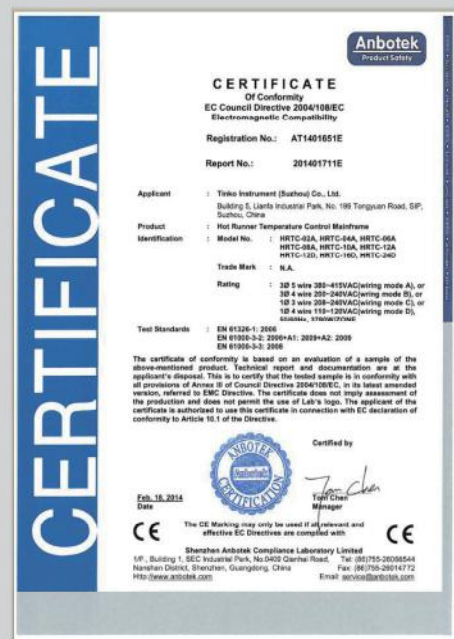 CERTIFICATE
Anbotek
Product Safety
CERTIFICATE
Of Conformity
EC Council Directive 2004/108/EC
Electromagnetic Compatibility
Registration No.: AT1401651E
Report No.: 201401711E
Applicant : Tinko Instrument (Suzhou) Co., Ltd.
Building 5, Lianfa Industrial Park, No. 199 Tongyuan Road, SIP,
Suzhou, China
Product : Hot Runner Temperature Control Mainframe
Identification : Model No. : HRTC-02A, HRTC-04A, HRTC-06A
HRTC-08A, HRTC-10A, HRTC-12A
HRTC-12D, HRTC-16D, HRTC-24D
Trade Mark : N.A.
Rating : 3Ø 5 wire 380~415VAC(wiring mode A), or
3Ø 4 wire 200~240VAC(wiring mode B), or
1Ø 3 wire 208~240VAC(wiring mode C), or
1Ø 4 wire 110~120VAC(wiring mode D),
50/60Hz, 3760W/ZONE
Test Standards : EN 61326-1: 2006
EN 61000-3-2: 2006+A1: 2009+A2: 2009
EN 61000-3-3: 2008
The certificate of conformity is based on an evaluation of a sample of the
above-mentioned product. Technical report and documentation are at the
applicant's disposal. This is to certify that the tested sample is in conformity with
all provisions of Annex III of Council Directive 2004/108/EC, in its latest amended
version, referred to EMC Directive. The certificate does not imply assessment of
the production and does not permit the use of Lab's logo. The applicant of the
certificate is authorized to use this certificate in connection with EC declaration of
conformity to Article 10.1 of the Directive.
Certified by
ANBOTEK
Anbotek
CERTIFICATION
Tom Chen
Feb. 18, 2014
Date
Tom Chen
Manager
CE
The CE Marking may only be used if all relevant and
effective EC Directives are complied with
CE
Shenzhen Anbotek Compliance Laboratory Limited
1/F., Building 1, SEC Industrial Park, No.0409 Qianhai Road, Tel: (86)755-26066544
Nanshan District, Shenzhen, Guangdong, China Fax: (86)755-26014772
Http://www.anbotek.com Email: service@anbotek.com